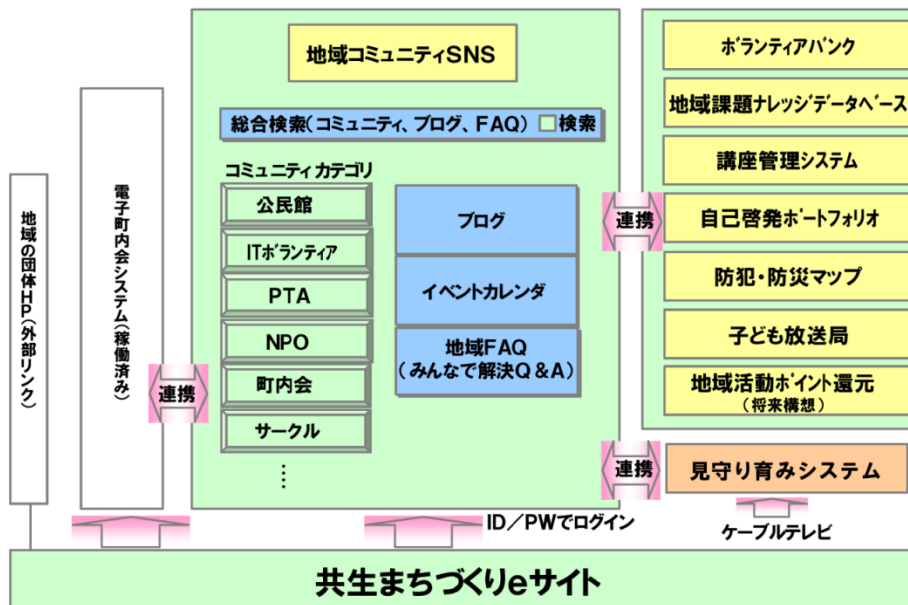 地域コミュニティSNS
総合検索(コミュニティ、ブログ、FAQ) □検索
コミュニティカテゴリ
公民館
ITボランティア
PTA
NPO
町内会
サークル
⋮
ブログ
イベントカレンダ
地域FAQ
(みんなで解決Q&A)
地域の団体HP(外部リンク)
電子町内会システム(稼働済み)
連携
連携
連携
ボランティアバンク
地域課題ナレッジデータベース
講座管理システム
自己啓発ポートフォリオ
防犯・防災マップ
子ども放送局
地域活動ポイント還元
(将来構想)
見守り育みシステム
ID/PWでログイン
ケーブルテレビ
共生まちづくりeサイト